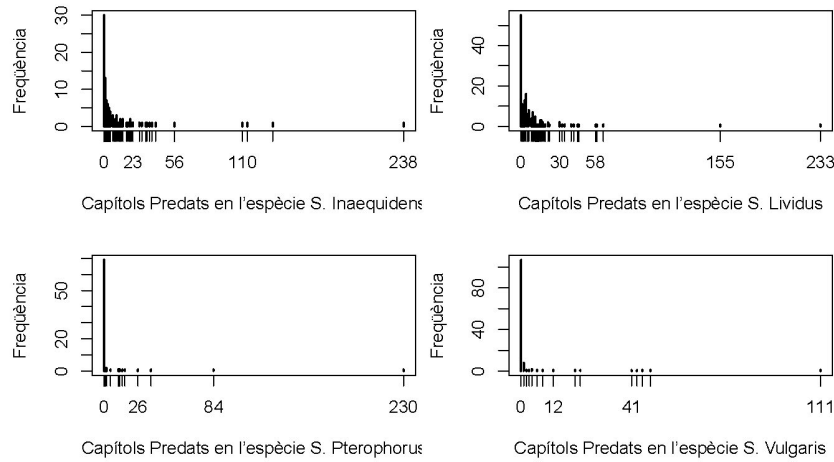 Freqüència
30
20
10
0
0 23 56 110 238
Capítols Predats en l'espècie S. Inaequidens
Freqüència
40
20
0
0 30 58 155 233
Capítols Predats en l'espècie S. Lividus
Freqüència
50
20
0
0 26 84 230
Capítols Predats en l'espècie S. Pterophorus
Freqüència
80
40
0
0 12 41 111
Capítols Predats en l'espècie S. Vulgaris